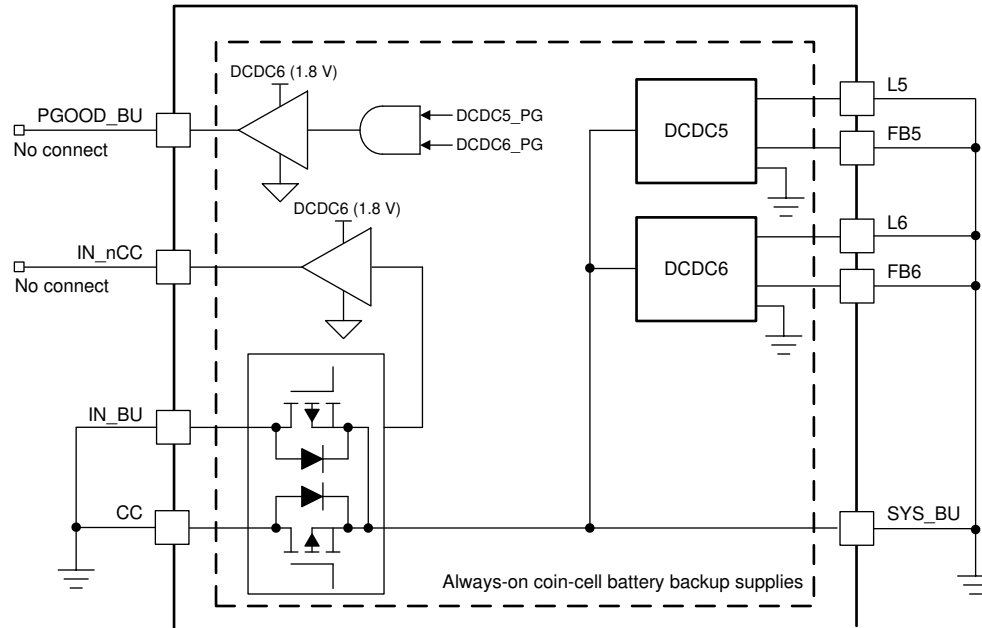 DCDC6 (1.8 V)
PGOOD_BU
No connect
DCDC5_PG
DCDC6_PG
DCDC5
L5
FB5
DCDC6 (1.8 V)
IN_nCC
No connect
DCDC6
L6
FB6
IN_BU
CC
SYS_BU
Always-on coin-cell battery backup supplies